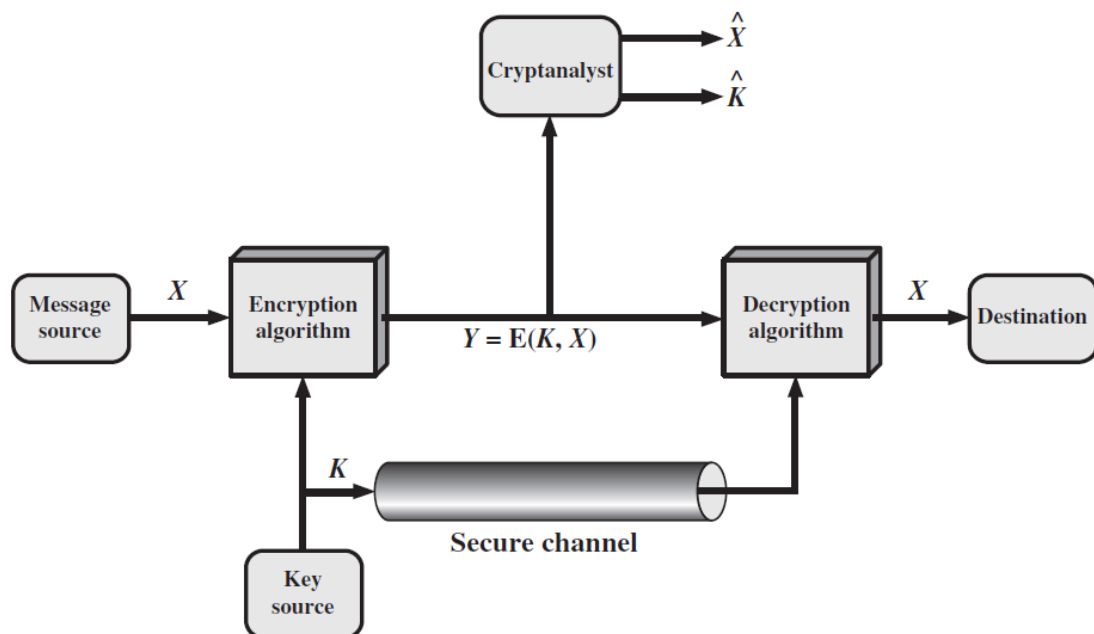 X̂
Cryptanalyst
K̂
Message
source
X
Encryption
algorithm
Y = E(K, X)
Decryption
algorithm
X
Destination
K
Secure channel
Key
source